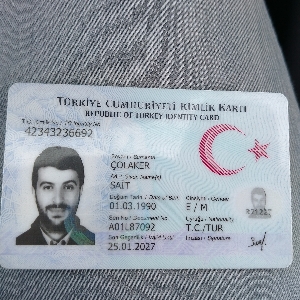 TÜRKİYE CUMHURİYETİ KİMLİK KARTI
REPUBLIC OF TURKEY IDENTITY CARD
T.C. Kimlik No / TR Identity No
42343236692
Soyadı / Surname
ÇOLAKER
Adı / Given Name(s)
SAİT
Doğum Tarihi / Date of Birth
01.03.1990
Cinsiyeti / Gender
E / M
Seri No / Document No
A01L87092
Uyruğu / Nationality
T.C./TUR
Son Geçerlilik / Valid Until
25.01.2027
İmzası / Signature